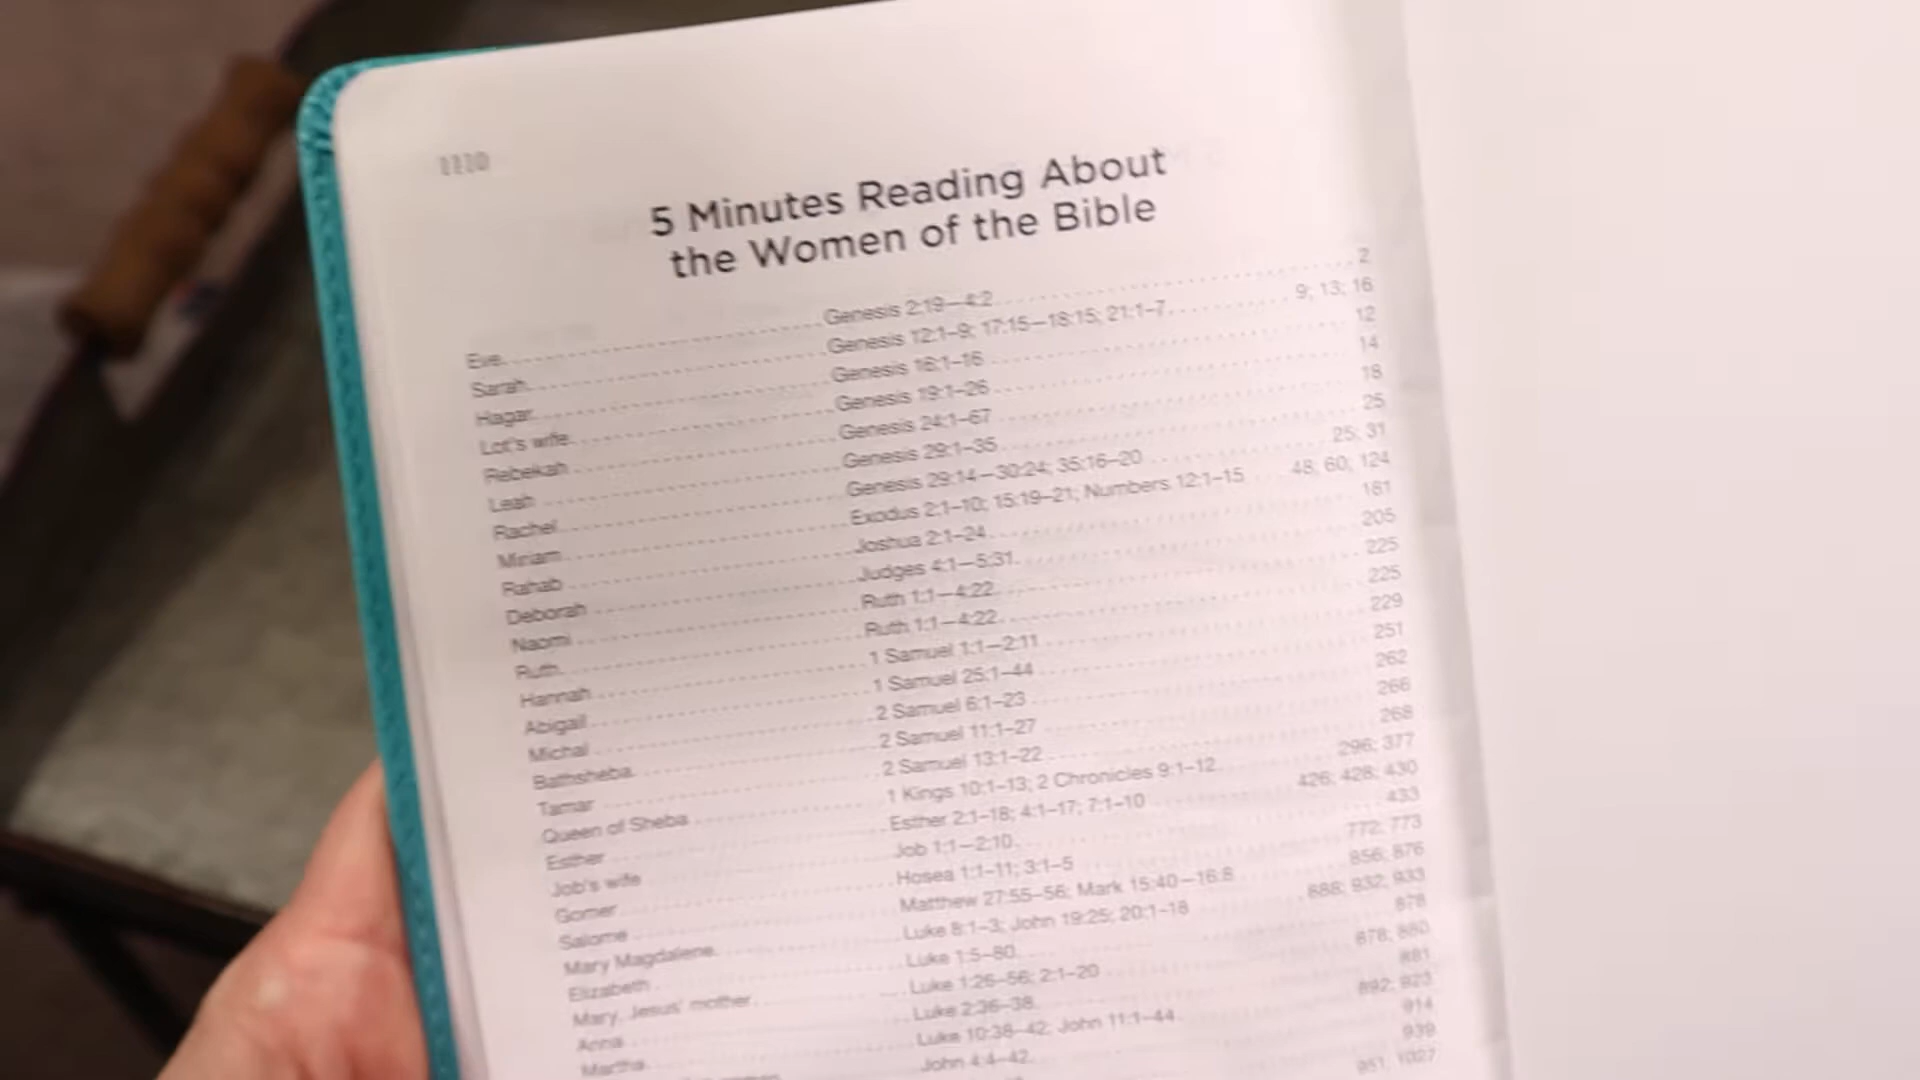 1110
5 Minutes Reading About
the Women of the Bible
Eve Genesis 2:19—4:2 2
Sarah Genesis 12:1–9; 17:15—18:15; 21:1–7 9; 13; 16
Hagar Genesis 16:1–16 12
Lot's wife Genesis 19:1–26 14
Rebekah Genesis 24:1–67 18
Leah Genesis 29:1–35 25
Rachel Genesis 29:14—30:24; 35:16–20 25; 31
Miriam Exodus 2:1–10; 15:19–21; Numbers 12:1–15 48; 60; 124
Rahab Joshua 2:1–24 181
Deborah Judges 4:1—5:31 205
Naomi Ruth 1:1—4:22 225
Ruth Ruth 1:1—4:22 225
Hannah 1 Samuel 1:1—2:11 229
Abigail 1 Samuel 25:1–44 251
Michal 2 Samuel 6:1–23 262
Bathsheba 2 Samuel 11:1–27 266
Tamar 2 Samuel 13:1–22 268
Queen of Sheba 1 Kings 10:1–13; 2 Chronicles 9:1–12 296; 377
Esther Esther 2:1–18; 4:1–17; 7:1–10 426; 428; 430
Job's wife Job 1:1—2:10 433
Gomer Hosea 1:1–11; 3:1–5 772; 773
Salome Matthew 27:55–56; Mark 15:40—16:8 856; 876
Mary Magdalene Luke 8:1–3; John 19:25; 20:1–18 888; 932; 933
Elizabeth Luke 1:5–80 878
Mary, Jesus' mother Luke 1:26–56; 2:1–20 878; 880
Anna Luke 2:36–38 881
Martha Luke 10:38–42; John 11:1–44 892; 923
John 4:4–42 914
939
951; 1027